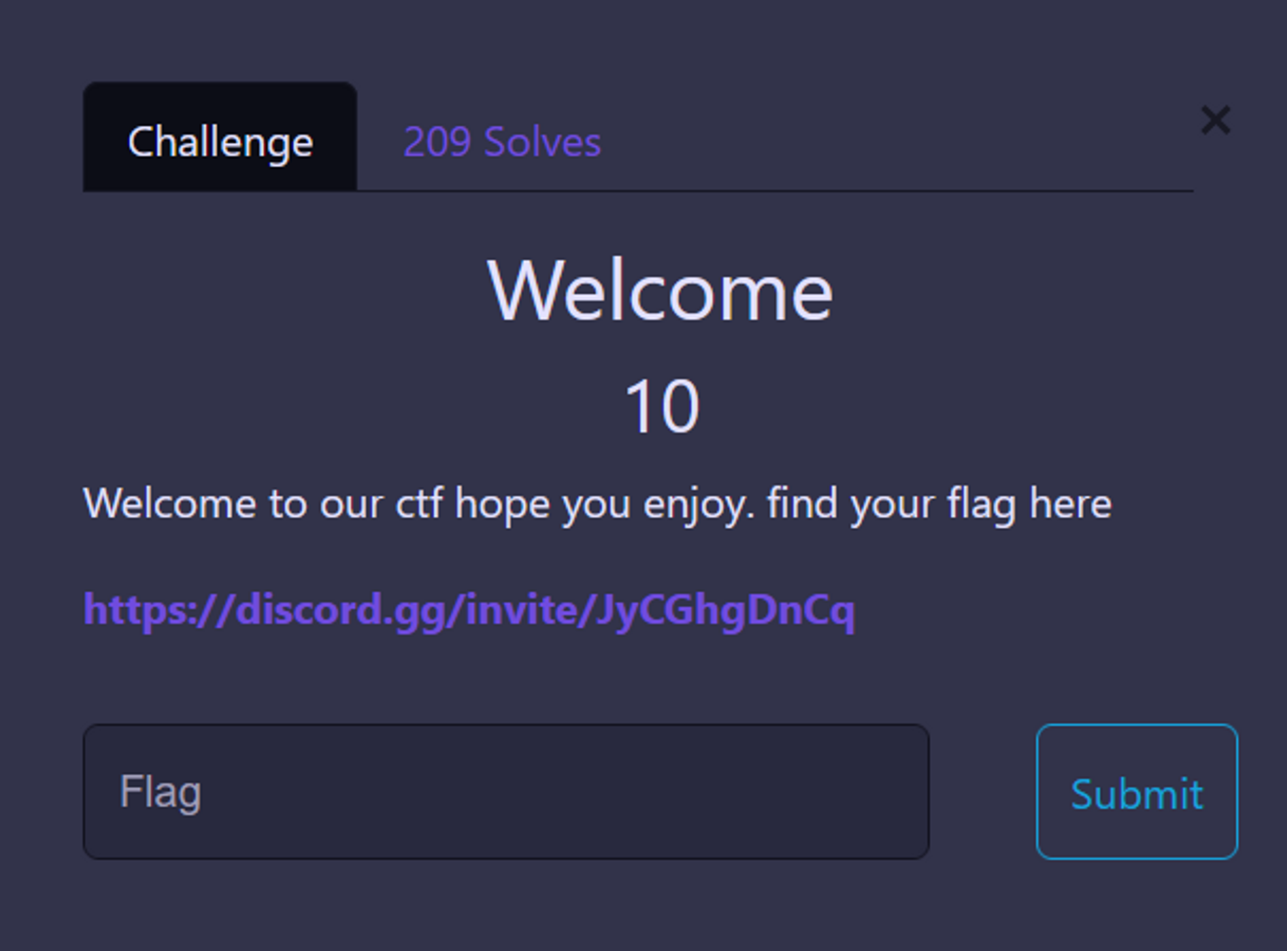 Challenge 209 Solves ×
Welcome
10
Welcome to our ctf hope you enjoy. find your flag here
https://discord.gg/invite/JyCGhgDnCq
Flag Submit